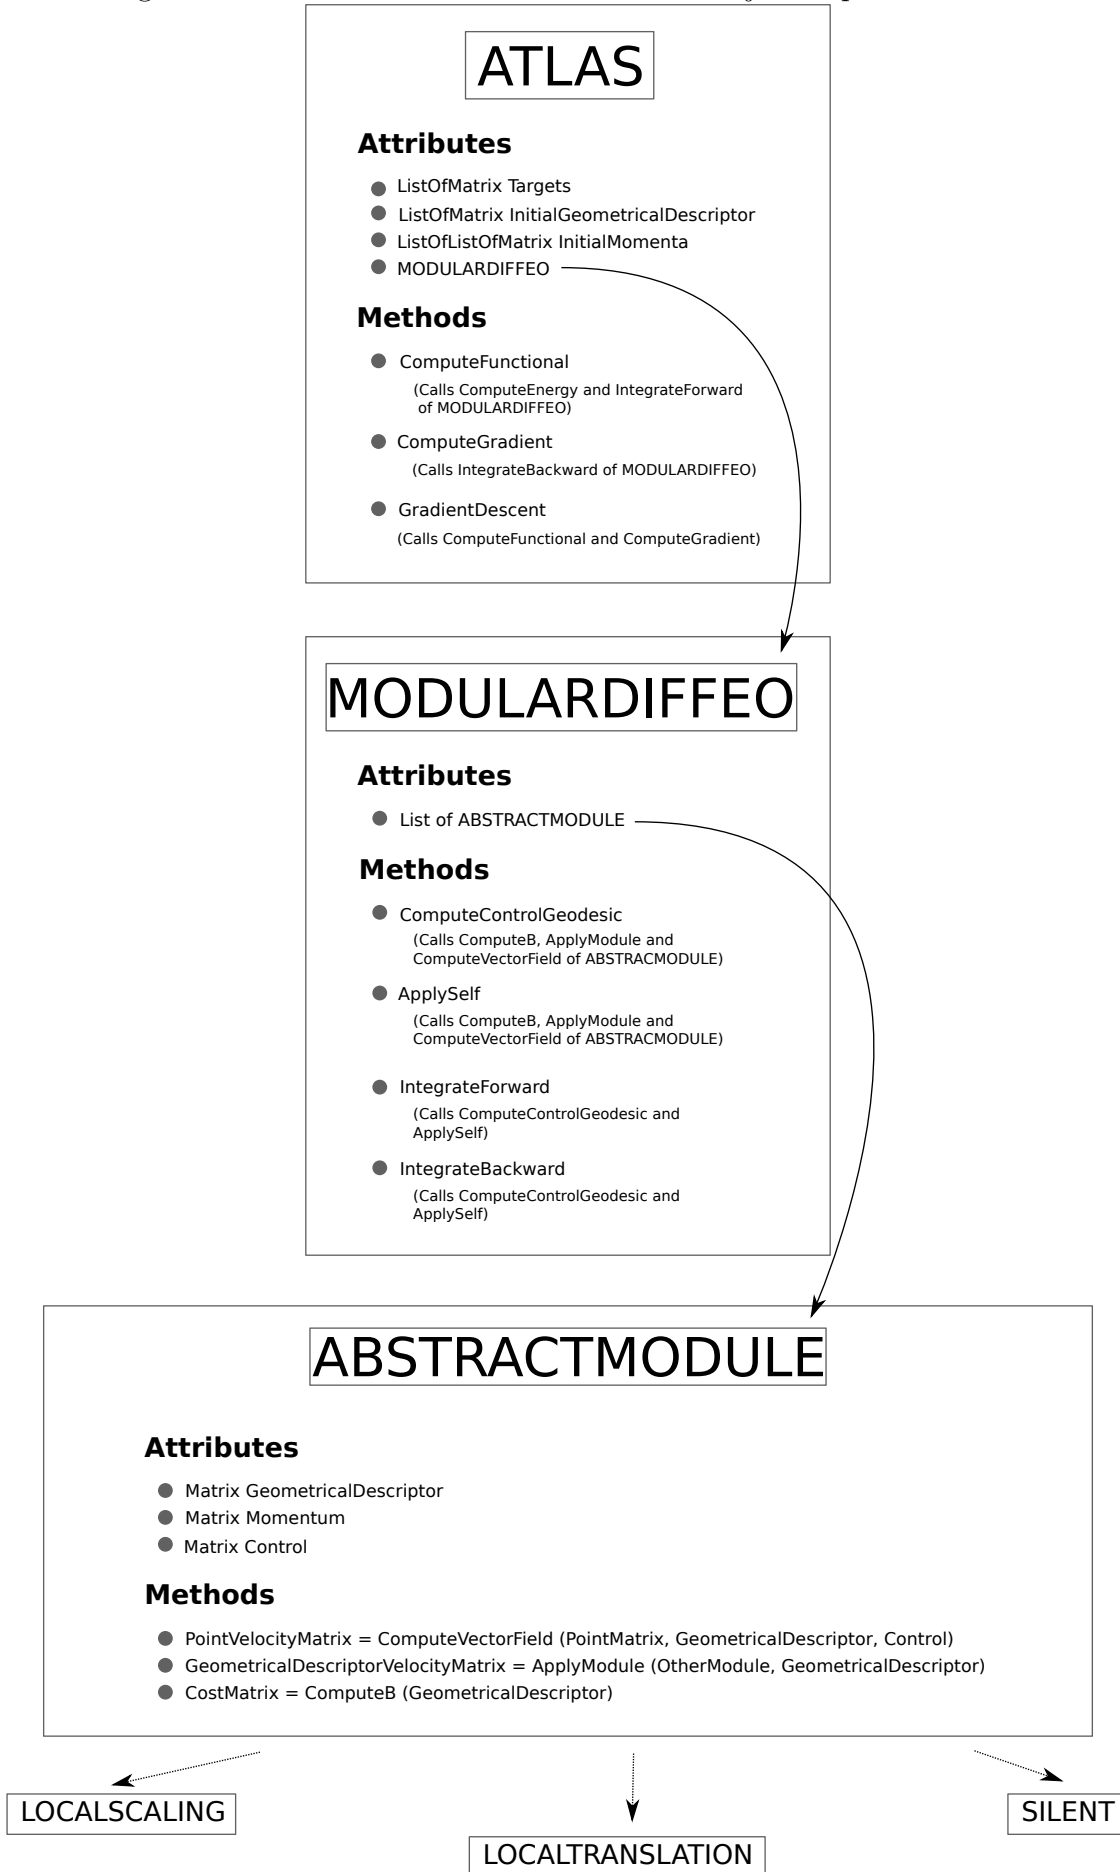 ATLAS
Attributes
ListOfMatrix Targets
ListOfMatrix InitialGeometricalDescriptor
ListOfListOfMatrix InitialMomenta
MODULARDIFFEO
Methods
ComputeFunctional
(Calls ComputeEnergy and IntegrateForward
of MODULARDIFFEO)
ComputeGradient
(Calls IntegrateBackward of MODULARDIFFEO)
GradientDescent
(Calls ComputeFunctional and ComputeGradient)
MODULARDIFFEO
Attributes
List of ABSTRACTMODULE
Methods
ComputeControlGeodesic
(Calls ComputeB, ApplyModule and
ComputeVectorField of ABSTRACMODULE)
ApplySelf
(Calls ComputeB, ApplyModule and
ComputeVectorField of ABSTRACMODULE)
IntegrateForward
(Calls ComputeControlGeodesic and
ApplySelf)
IntegrateBackward
(Calls ComputeControlGeodesic and
ApplySelf)
ABSTRACTMODULE
Attributes
Matrix GeometricalDescriptor
Matrix Momentum
Matrix Control
Methods
PointVelocityMatrix = ComputeVectorField (PointMatrix, GeometricalDescriptor, Control)
GeometricalDescriptorVelocityMatrix = ApplyModule (OtherModule, GeometricalDescriptor)
CostMatrix = ComputeB (GeometricalDescriptor)
LOCALSCALING
SILENT
LOCALTRANSLATION